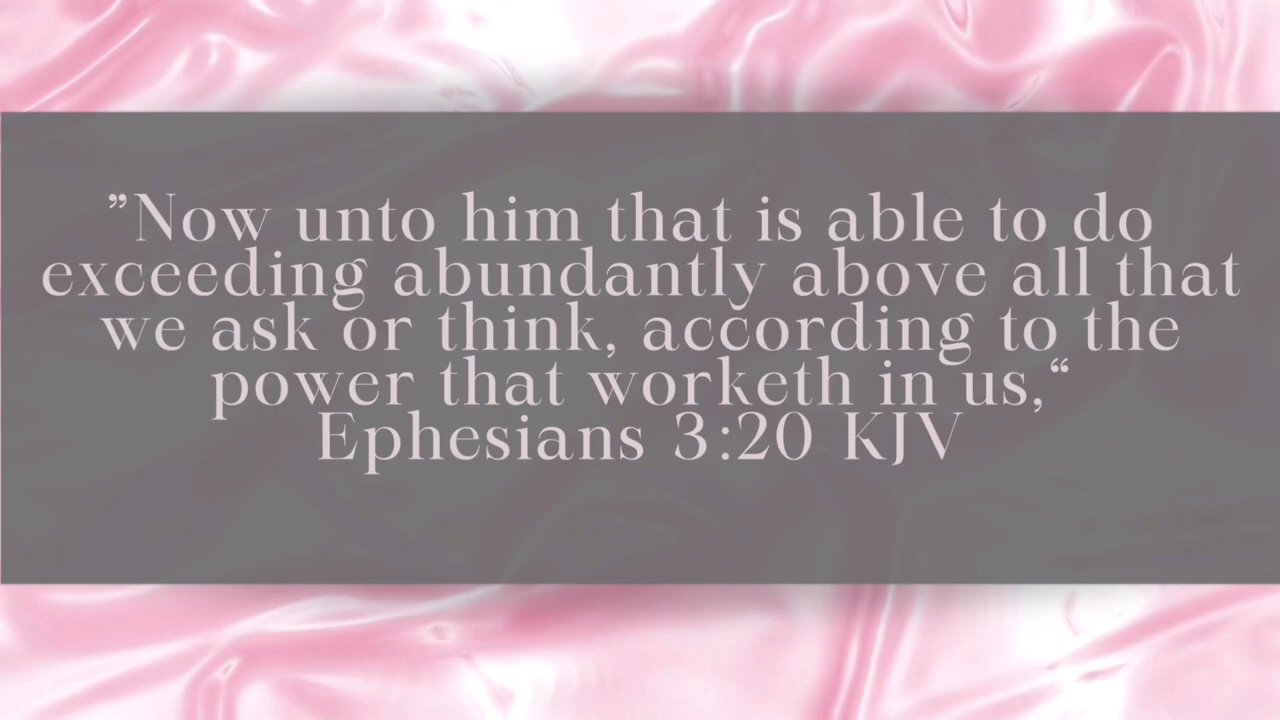 ”Now unto him that is able to do
exceeding abundantly above all that
we ask or think, according to the
power that worketh in us,“
Ephesians 3:20 KJV